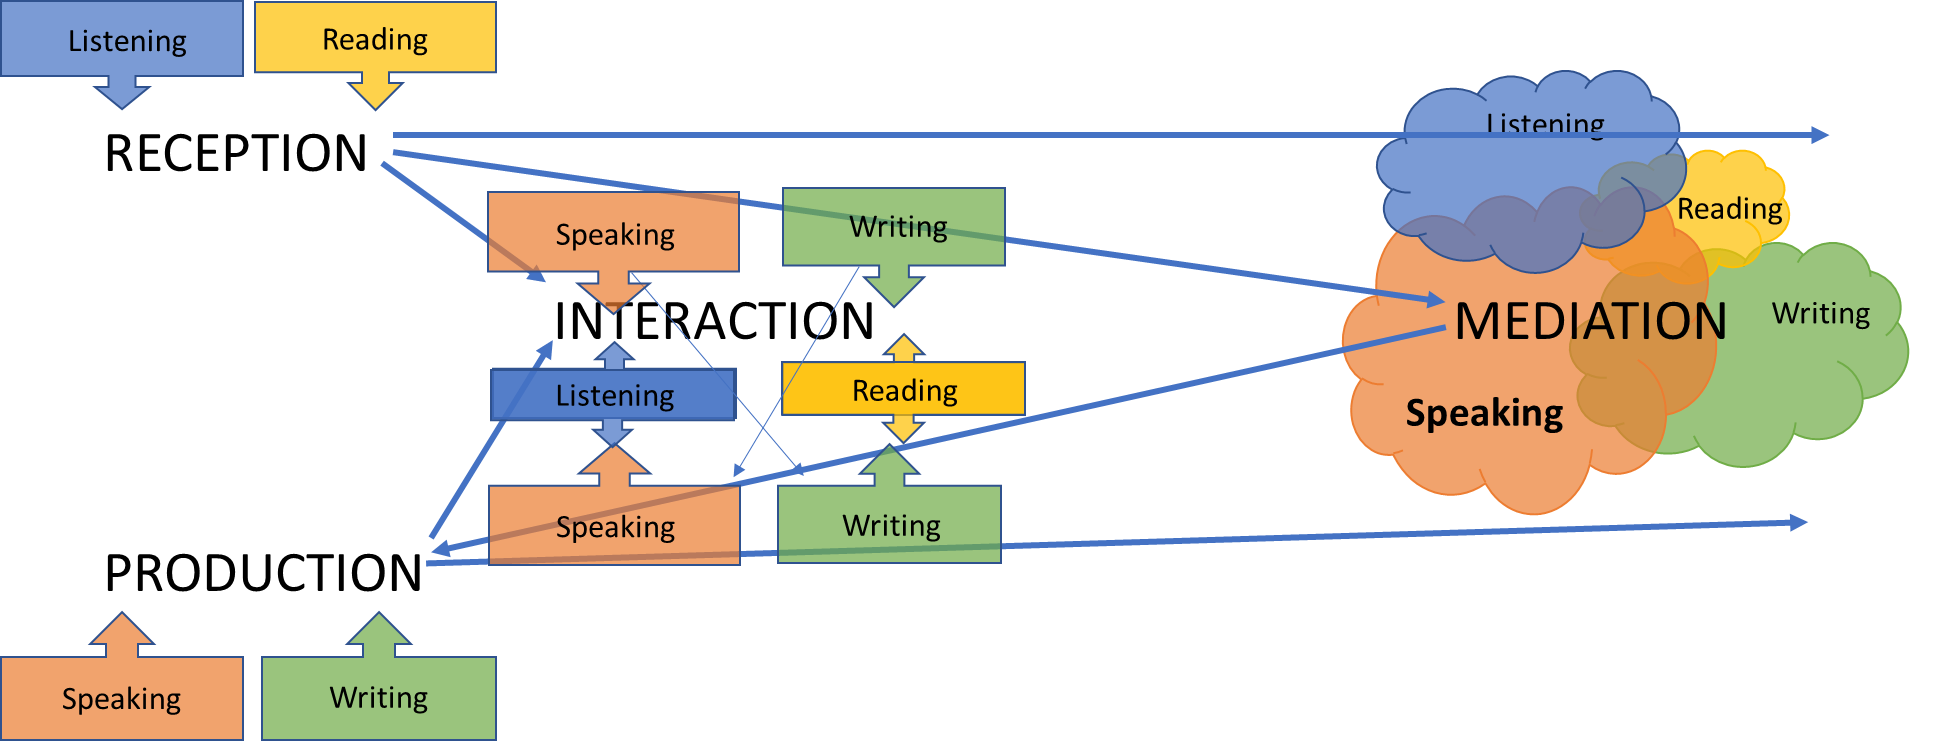 Listening
Reading
RECEPTION
Speaking
Writing
INTERACTION
Listening
Reading
Speaking
Writing
PRODUCTION
Speaking
Writing
Listening
Reading
MEDIATION
Writing
Speaking